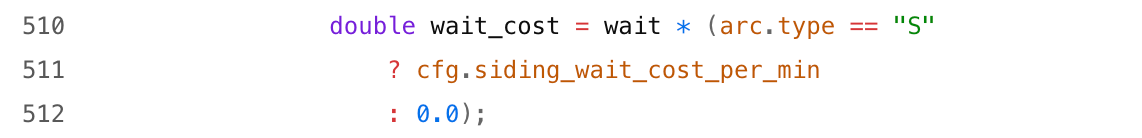 510 double wait_cost = wait * (arc.type == "S"
511 ? cfg.siding_wait_cost_per_min
512 : 0.0);